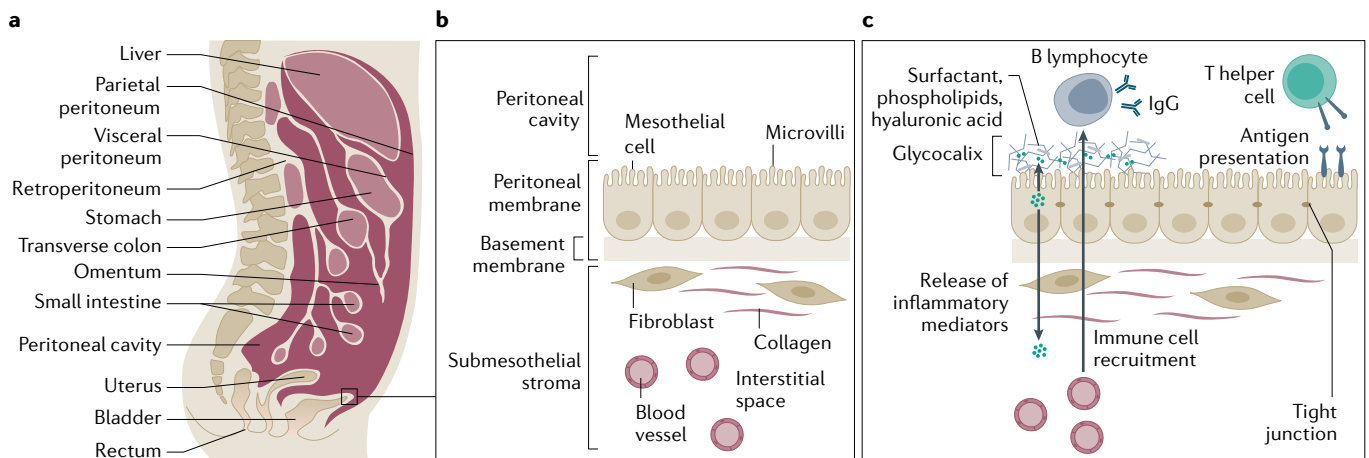 a
Liver
Parietal
peritoneum
Visceral
peritoneum
Retroperitoneum
Stomach
Transverse colon
Omentum
Small intestine
Peritoneal cavity
Uterus
Bladder
Rectum
b
Peritoneal
cavity
Mesothelial
cell
Microvilli
Peritoneal
membrane
Basement
membrane
Fibroblast
Collagen
Submesothelial
stroma
Interstitial
space
Blood
vessel
c
B lymphocyte
Surfactant,
phospholipids,
hyaluronic acid
IgG
T helper
cell
Glycocalix
Antigen
presentation
Release of
inflammatory
mediators
Immune cell
recruitment
Tight
junction